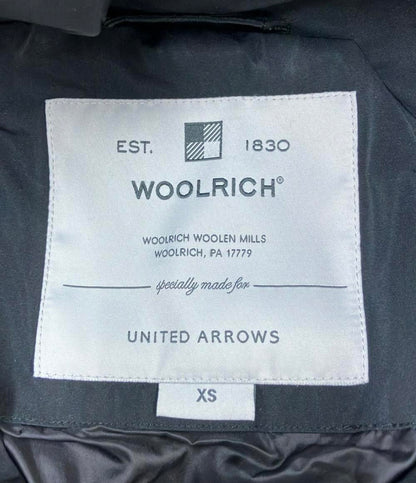 EST. 1830
WOOLRICH®
WOOLRICH WOOLEN MILLS
WOOLRICH, PA 17779
specially made for
UNITED ARROWS
XS